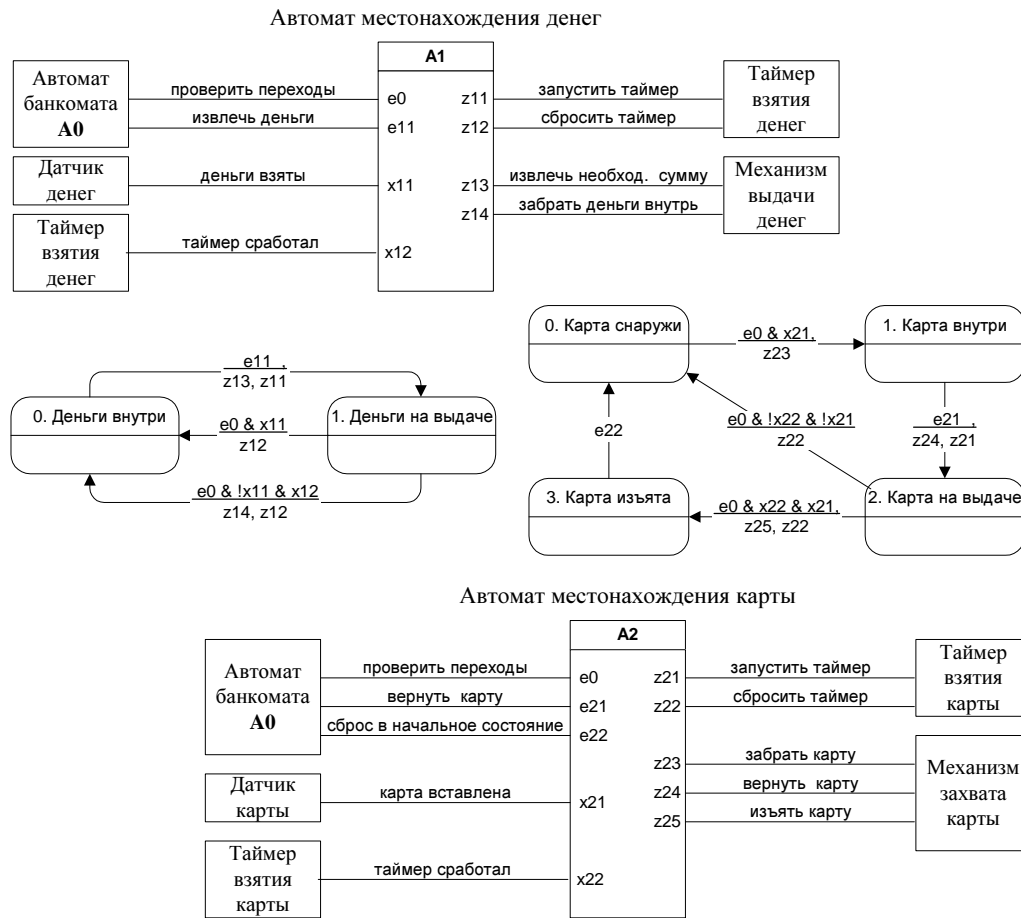 Автомат местонахождения денег
A1
Автомат
банкомата
A0
проверить переходы
извлечь деньги
e0
e11
z11
z12
запустить таймер
сбросить таймер
Таймер
взятия
денег
Датчик
денег
деньги взяты
x11
z13
z14
извлечь необход. сумму
забрать деньги внутрь
Механизм
выдачи
денег
Таймер
взятия
денег
таймер сработал
x12
0. Карта снаружи
e0 & x21,
z23
1. Карта внутри
e11 ,
z13, z11
0. Деньги внутри
e0 & x11
z12
1. Деньги на выдаче
e0 & !x11 & x12
z14, z12
e22
e0 & !x22 & !x21
z22
e21 ,
z24, z21
3. Карта изъята
e0 & x22 & x21,
z25, z22
2. Карта на выдаче
Автомат местонахождения карты
A2
Автомат
банкомата
A0
проверить переходы
вернуть карту
сброс в начальное состояние
e0
e21
e22
z21
z22
запустить таймер
сбросить таймер
Таймер
взятия
карты
Датчик
карты
карта вставлена
x21
z23
z24
z25
забрать карту
вернуть карту
изъять карту
Механизм
захвата
карты
Таймер
взятия
карты
таймер сработал
x22